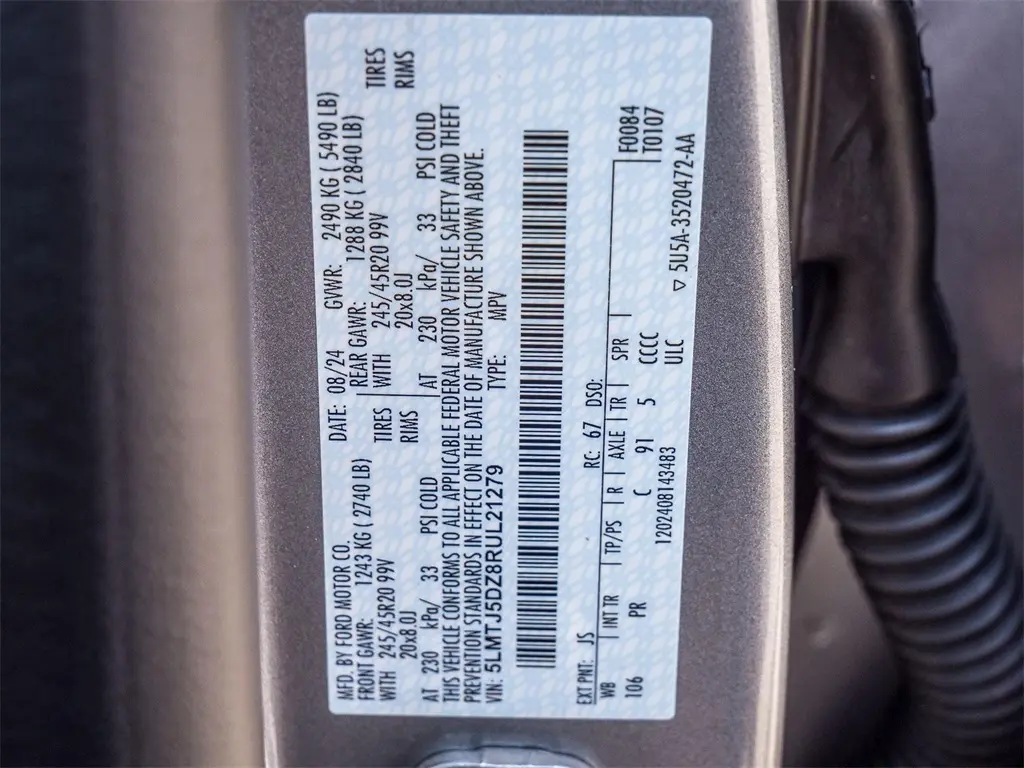 MFD. BY FORD MOTOR CO. DATE: 08/24 GVWR: 2490 KG ( 5490 LB)
FRONT GAWR: 1243 KG ( 2740 LB) REAR GAWR: 1288 KG ( 2840 LB)
WITH 245/45R20 99V TIRES WITH 245/45R20 99V TIRES
20x8.0J RIMS 20x8.0J RIMS
AT 230 kPa/ 33 PSI COLD AT 230 kPa/ 33 PSI COLD
THIS VEHICLE CONFORMS TO ALL APPLICABLE FEDERAL MOTOR VEHICLE SAFETY AND THEFT
PREVENTION STANDARDS IN EFFECT ON THE DATE OF MANUFACTURE SHOWN ABOVE.
VIN: 5LMTJ5DZ8RUL21279 TYPE: MPV
EXT PNT: JS RC: 67 DSO:
WB INT TR TP/PS R AXLE TR SPR F0084
106 PR C 91 5 CCCC T0107
1202408143483 ULC
▽ 5U5A-3520472-AA